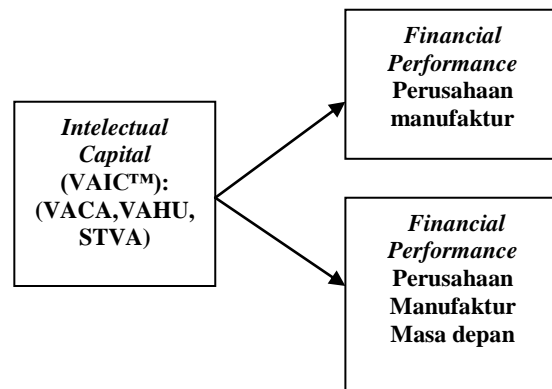 Intelectual
Capital
(VAIC™):
(VACA,VAHU,
STVA)
Financial
Performance
Perusahaan
manufaktur
Financial
Performance
Perusahaan
Manufaktur
Masa depan